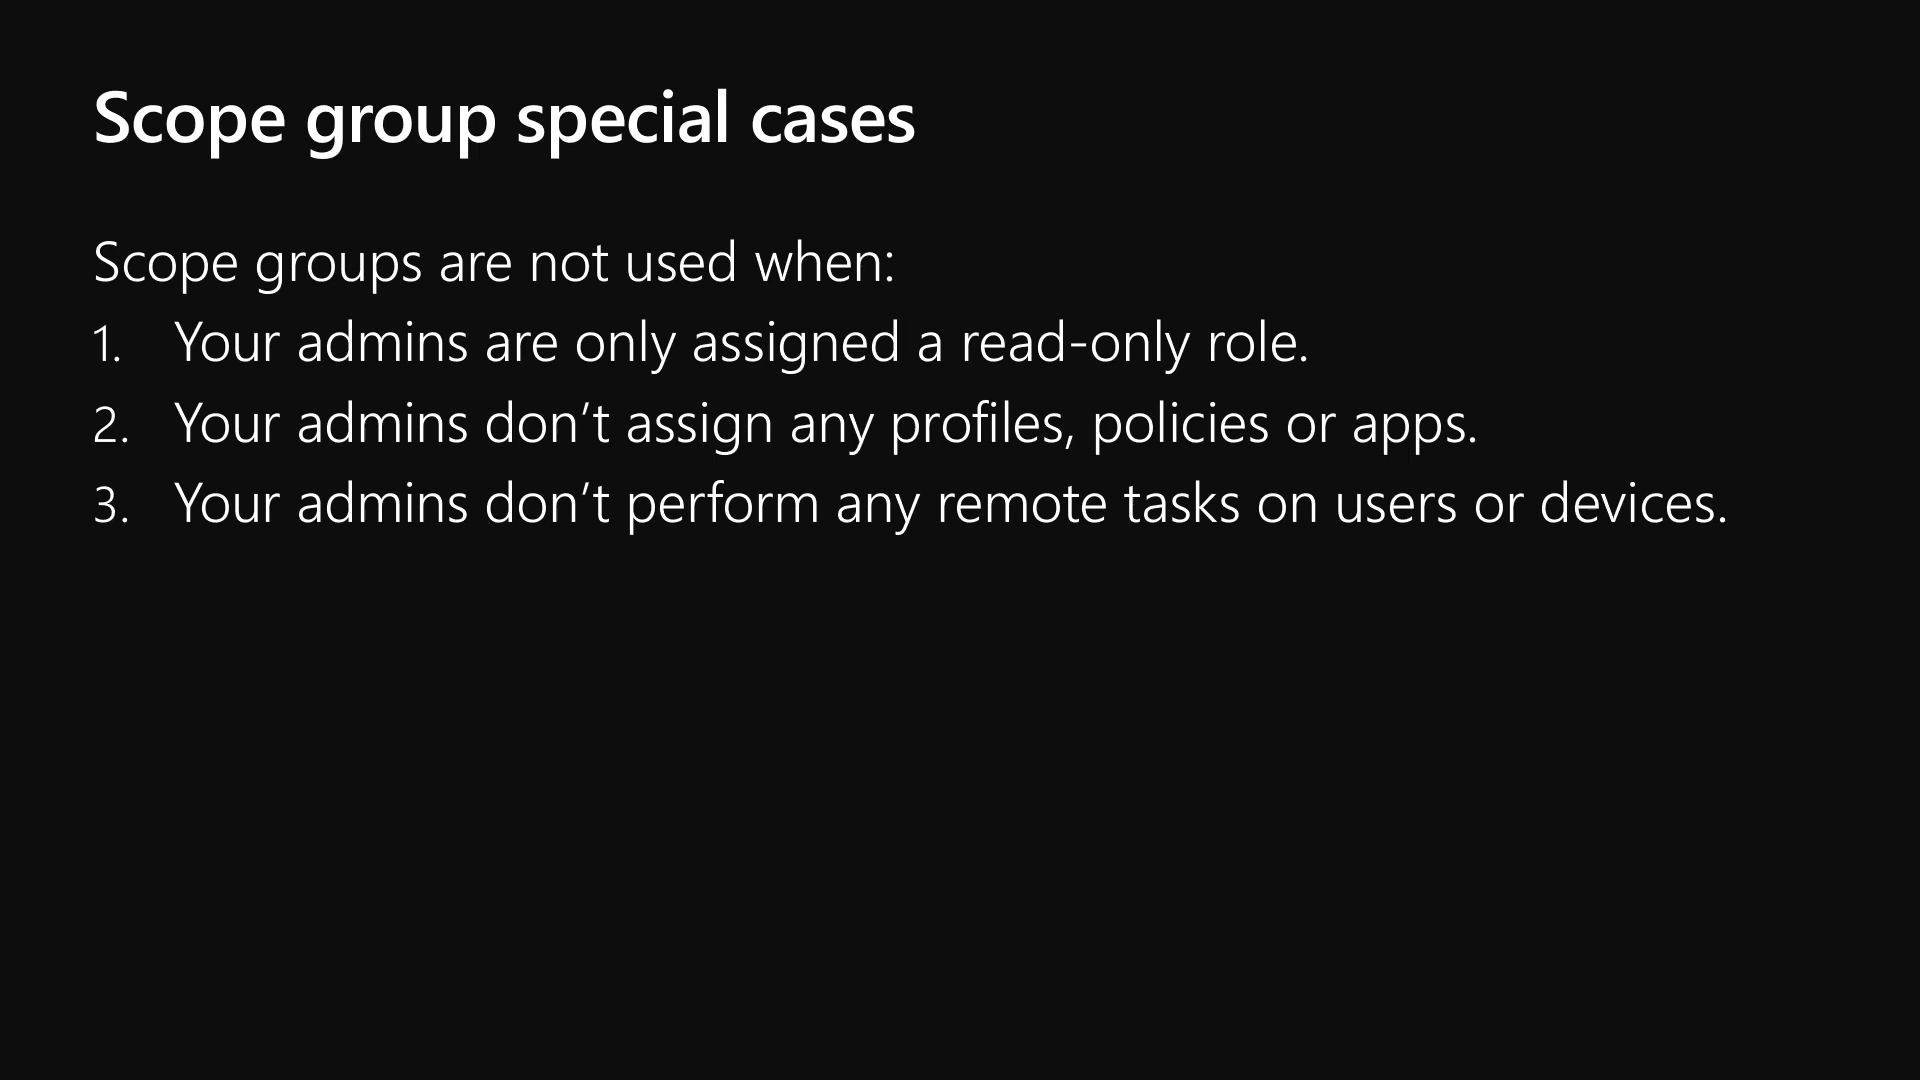 Scope group special cases
Scope groups are not used when:
1. Your admins are only assigned a read-only role.
2. Your admins don’t assign any profiles, policies or apps.
3. Your admins don’t perform any remote tasks on users or devices.